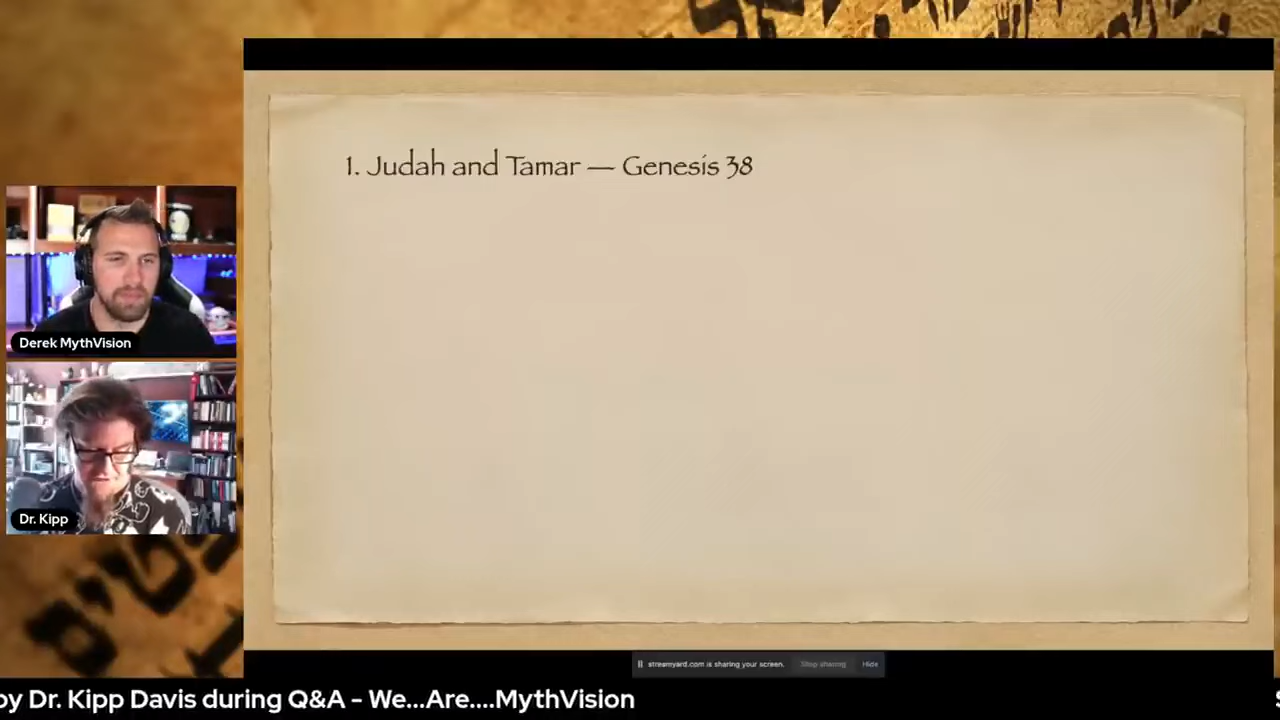 1. Judah and Tamar — Genesis 38
Derek MythVision
Dr. Kipp
streamyard.com is sharing your screen. Stop sharing Hide
by Dr. Kipp Davis during Q&A - We...Are....MythVision